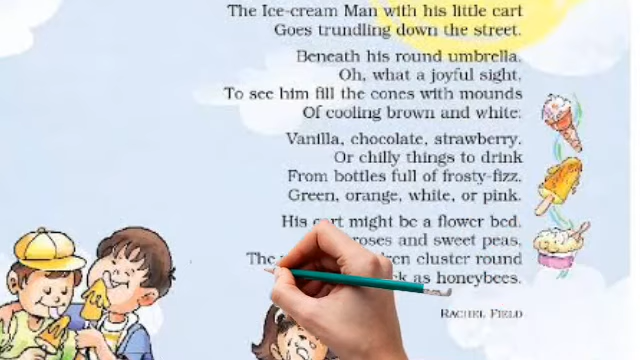 The Ice-cream Man with his little cart
Goes trundling down the street.
Beneath his round umbrella,
Oh, what a joyful sight,
To see him fill the cones with mounds
Of cooling brown and white:
Vanilla, chocolate, strawberry,
Or chilly things to drink
From bottles full of frosty-fizz,
Green, orange, white, or pink.
His cart might be a flower bed,
roses and sweet peas,
The cluster round
as honeybees.
RACHEL FIELD